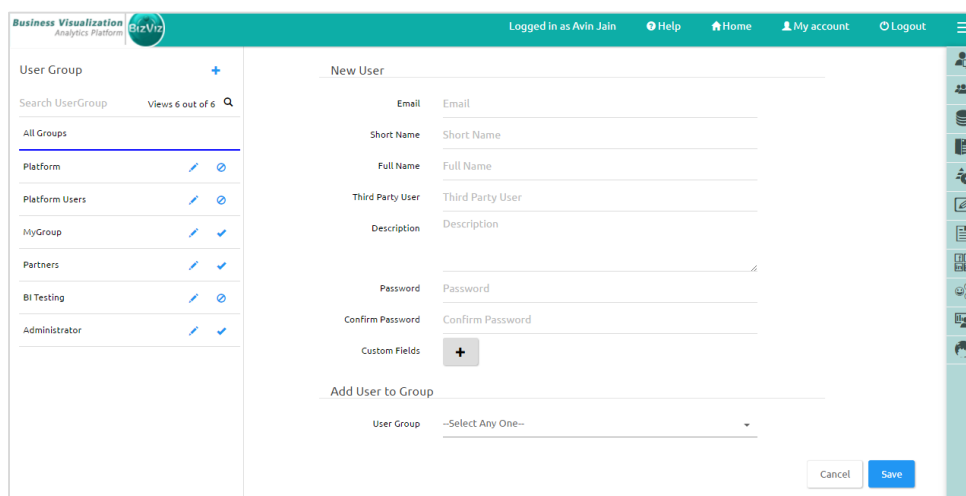 Business Visualization
Analytics Platform
BizViz
Logged in as Avin Jain
Help
Home
My account
Logout
User Group
Search UserGroup
Views 6 out of 6
All Groups
Platform
Platform Users
MyGroup
Partners
BI Testing
Administrator
New User
Email Email
Short Name Short Name
Full Name Full Name
Third Party User Third Party User
Description Description
Password Password
Confirm Password Confirm Password
Custom Fields
Add User to Group
User Group --Select Any One--
Cancel
Save